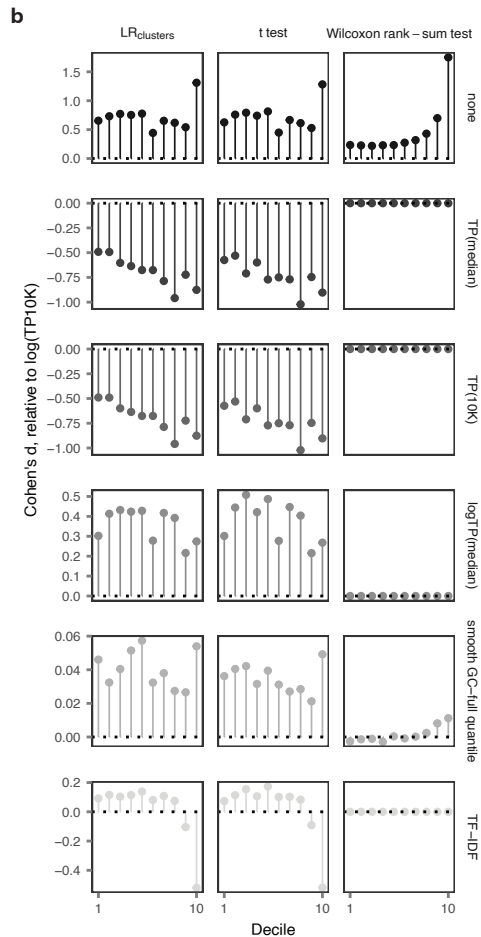 b
LRclusters
t test
Wilcoxon rank – sum test
Cohen's d, relative to log(TP10K)
1.5
1.0
0.5
0.0
none
0.00
−0.25
−0.50
−0.75
−1.00
TP(median)
0.00
−0.25
−0.50
−0.75
−1.00
TP(10K)
0.5
0.4
0.3
0.2
0.1
0.0
logTP(median)
0.06
0.04
0.02
0.00
smooth GC−full quantile
0.2
0.0
−0.2
−0.4
TF−IDF
1 10 1 10 1 10
Decile